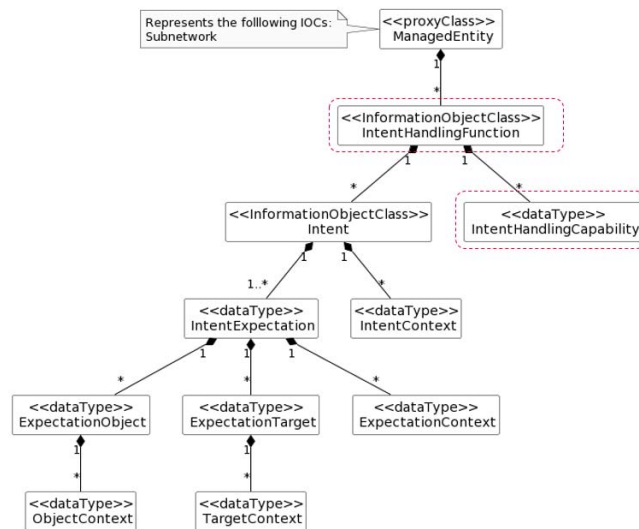 Represents the folllowing IOCs:
Subnetwork
<<proxyClass>>
ManagedEntity
1
*
<<InformationObjectClass>>
IntentHandlingFunction
1
1
*
*
<<InformationObjectClass>>
Intent
<<dataType>>
IntentHandlingCapability
1
1
1..*
*
<<dataType>>
IntentExpectation
<<dataType>>
IntentContext
1
1
1
*
*
*
<<dataType>>
ExpectationObject
<<dataType>>
ExpectationTarget
<<dataType>>
ExpectationContext
1
1
*
*
<<dataType>>
ObjectContext
<<dataType>>
TargetContext